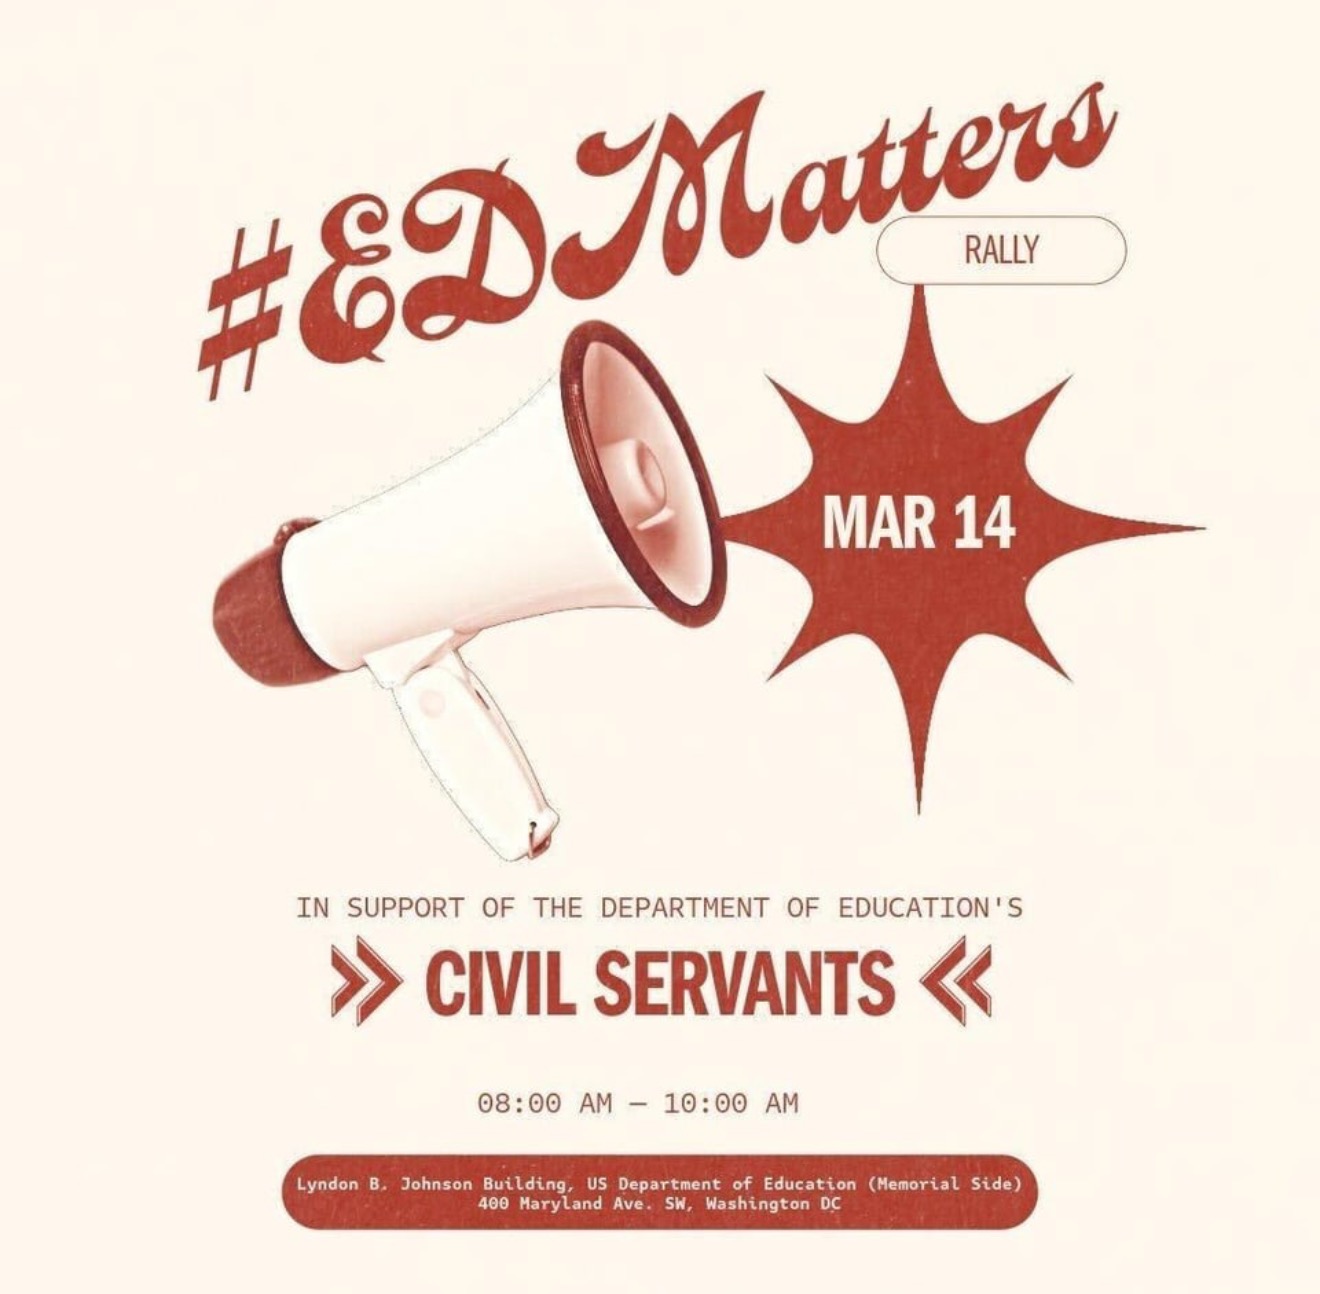 #EDMatters
RALLY
MAR 14
IN SUPPORT OF THE DEPARTMENT OF EDUCATION'S
CIVIL SERVANTS
08:00 AM — 10:00 AM
Lyndon B. Johnson Building, US Department of Education (Memorial Side)
400 Maryland Ave. SW, Washington DC